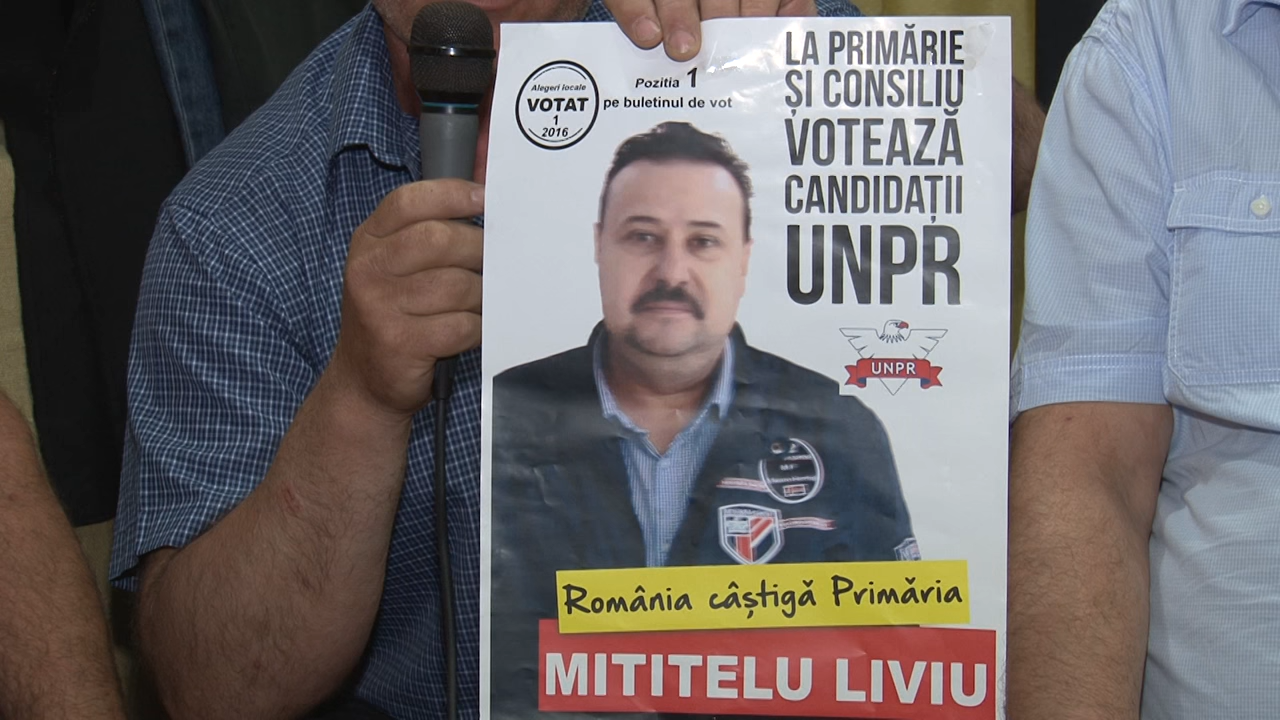 Alegeri locale
VOTAT
1
2016
Pozitia 1
pe buletinul de vot
LA PRIMĂRIE
ȘI CONSILIU
VOTEAZĂ
CANDIDAȚII
UNPR
UNPR
România câștigă Primăria
MITITELU LIVIU